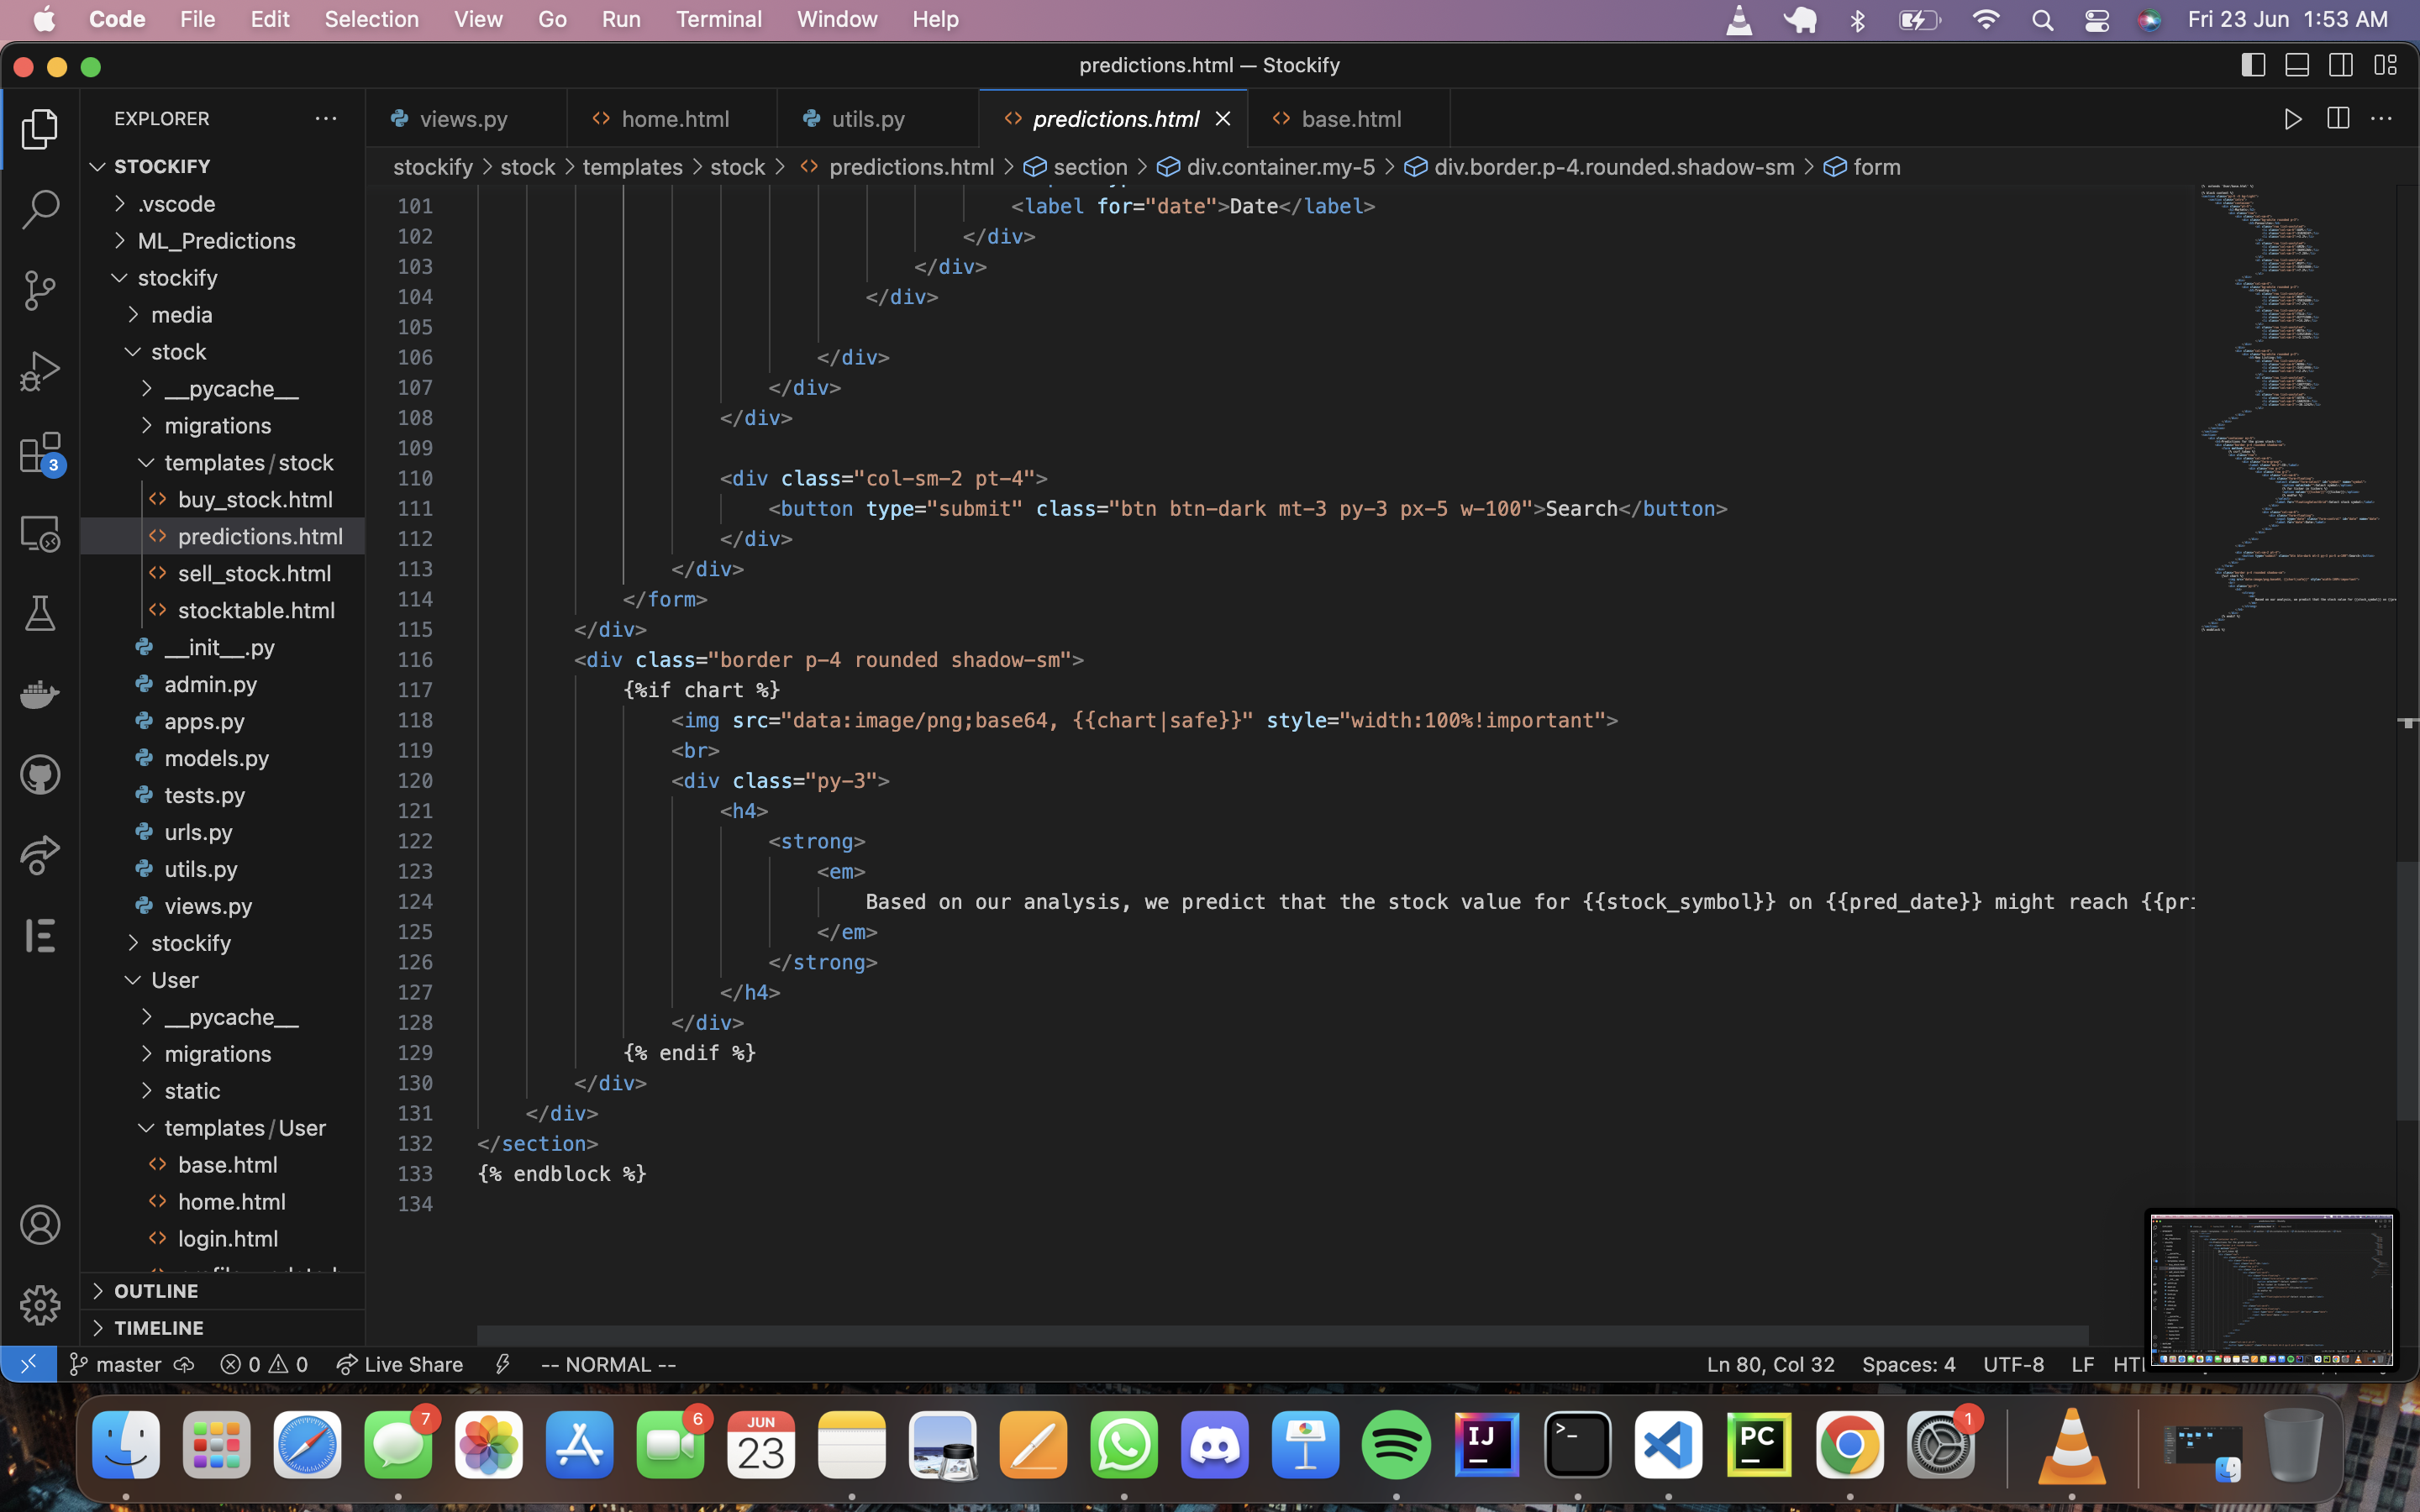 Code File Edit Selection View Go Run Terminal Window Help Fri 23 Jun 1:53 AM
predictions.html — Stockify
EXPLORER
views.py
home.html
utils.py
predictions.html
base.html
stockify > stock > templates > stock > predictions.html > section > div.container.my-5 > div.border.p-4.rounded.shadow-sm > form
STOCKIFY
.vscode
ML_Predictions
stockify
media
stock
__pycache__
migrations
templates/stock
buy_stock.html
predictions.html
sell_stock.html
stocktable.html
__init__.py
admin.py
apps.py
models.py
tests.py
urls.py
utils.py
views.py
stockify
User
__pycache__
migrations
static
templates/User
base.html
home.html
login.html
OUTLINE
TIMELINE
3
101 <label for="date">Date</label>
102 </div>
103 </div>
104 </div>
105
106 </div>
107 </div>
108 </div>
109
110 <div class="col-sm-2 pt-4">
111 <button type="submit" class="btn btn-dark mt-3 py-3 px-5 w-100">Search</button>
112 </div>
113 </div>
114 </form>
115 </div>
116 <div class="border p-4 rounded shadow-sm">
117 {%if chart %}
118 <img src="data:image/png;base64, {{chart|safe}}" style="width:100%!important">
119 <br>
120 <div class="py-3">
121 <h4>
122 <strong>
123 <em>
124 Based on our analysis, we predict that the stock value for {{stock_symbol}} on {{pred_date}} might reach {{pri
125 </em>
126 </strong>
127 </h4>
128 </div>
129 {% endif %}
130 </div>
131 </div>
132 </section>
133 {% endblock %}
134
master 0 0 Live Share -- NORMAL -- Ln 80, Col 32 Spaces: 4 UTF-8 LF
7
6
JUN
23
IJ
>_
PC
1